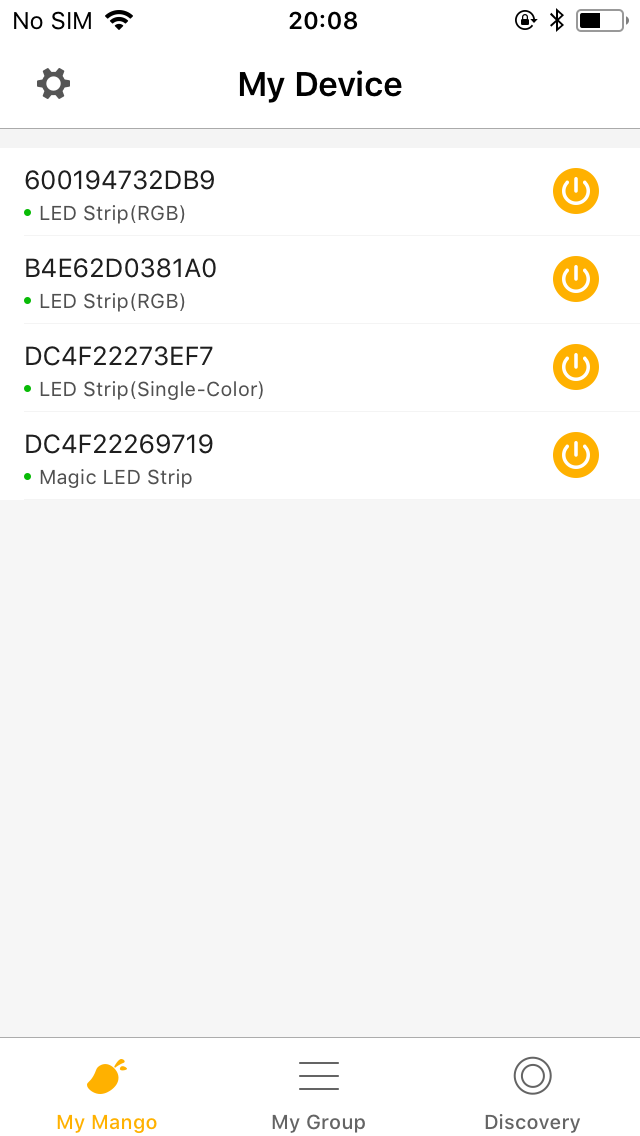 No SIM 20:08
My Device
600194732DB9
LED Strip(RGB)
B4E62D0381A0
LED Strip(RGB)
DC4F22273EF7
LED Strip(Single-Color)
DC4F22269719
Magic LED Strip
My Mango My Group Discovery